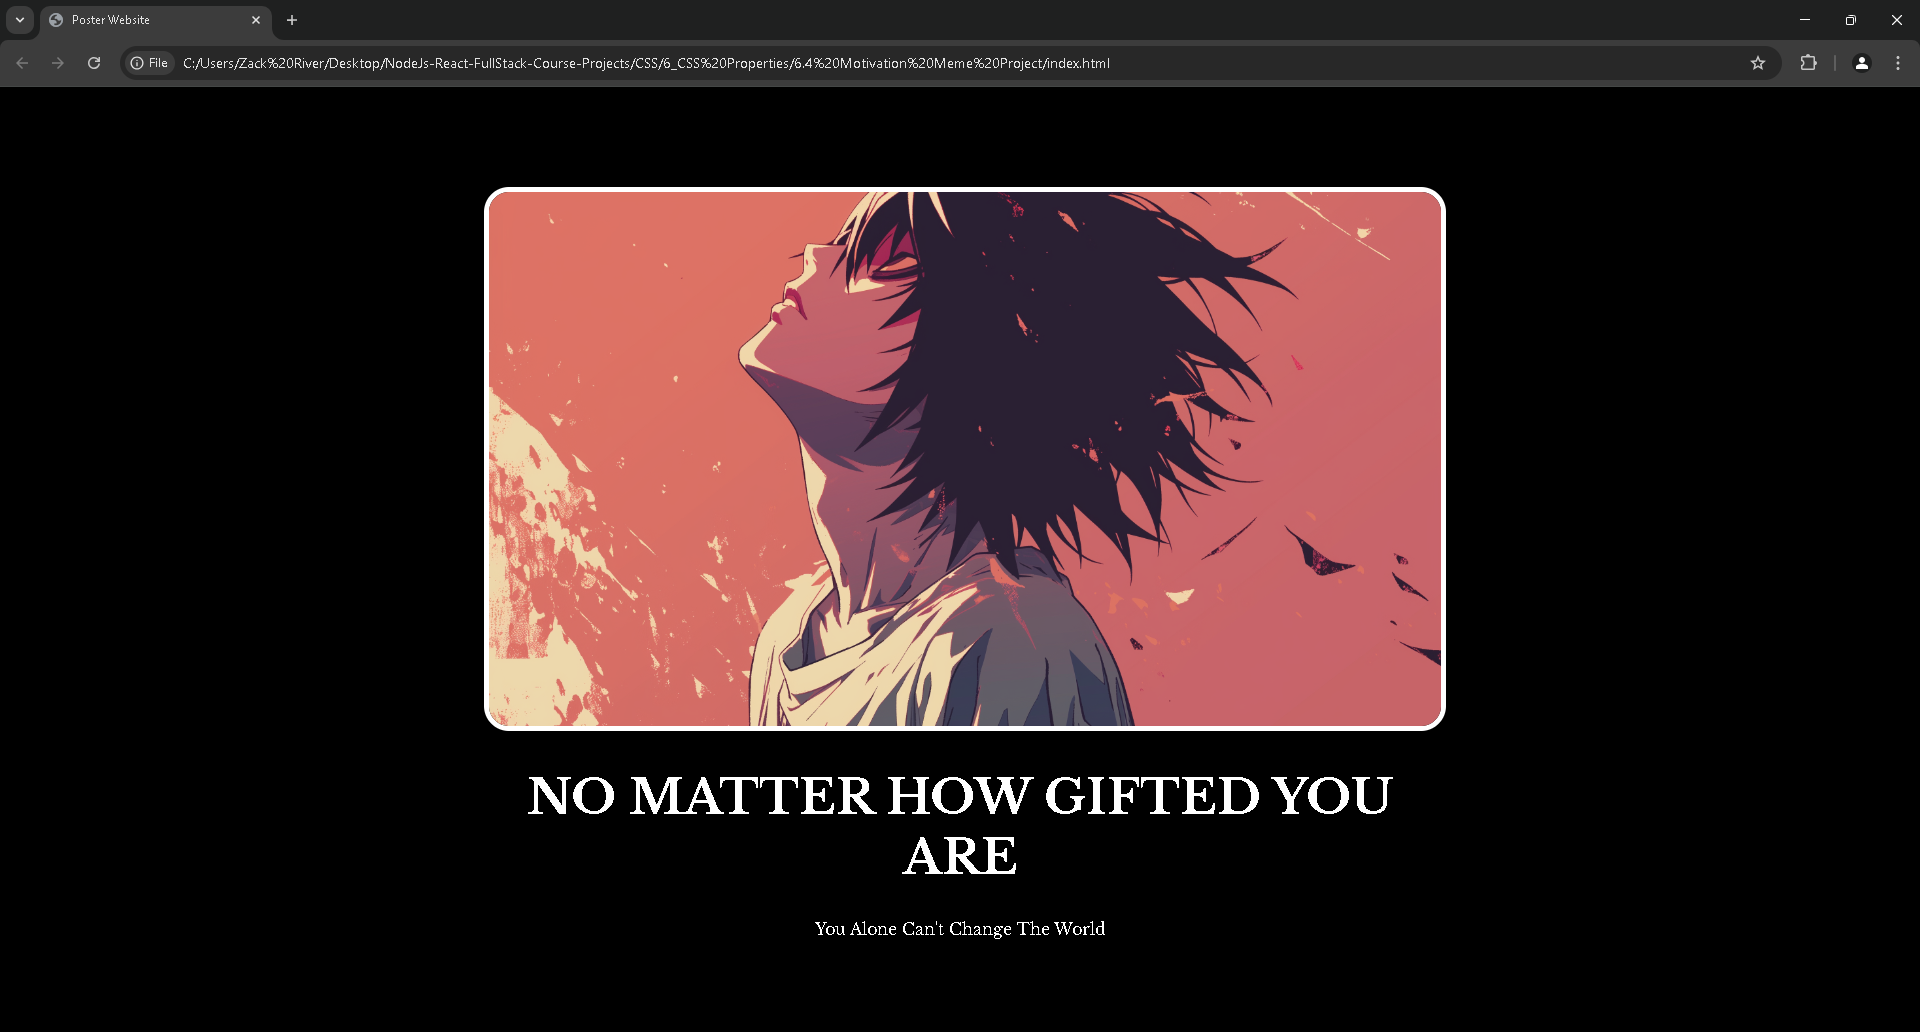 Poster Website
File
C:/Users/Zack%20River/Desktop/NodeJs-React-FullStack-Course-Projects/CSS/6_CSS%20Properties/6.4%20Motivation%20Meme%20Project/index.html
NO MATTER HOW GIFTED YOU
ARE
You Alone Can't Change The World